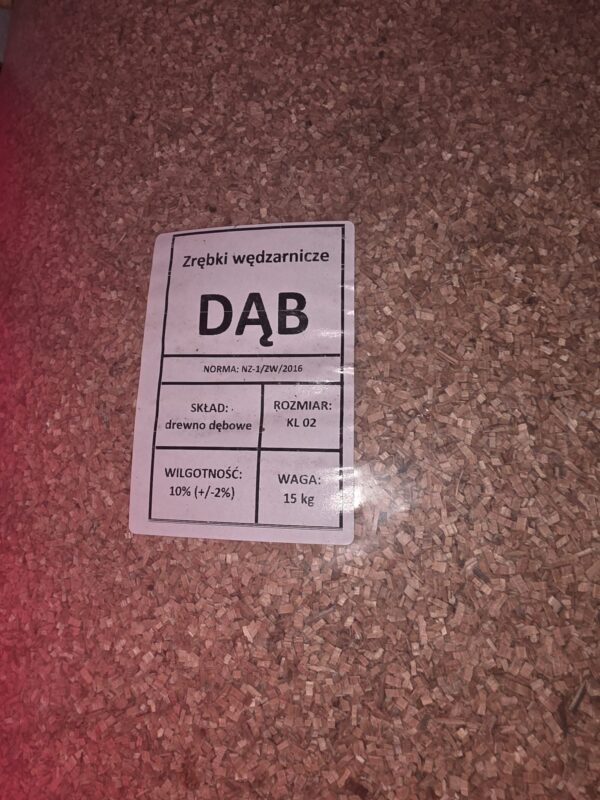 Zrębki wędzarnicze
DĄB
NORMA: NZ-1/ZW/2016
SKŁAD:
drewno dębowe
ROZMIAR:
KL 02
WILGOTNOŚĆ:
10% (+/-2%)
WAGA:
15 kg